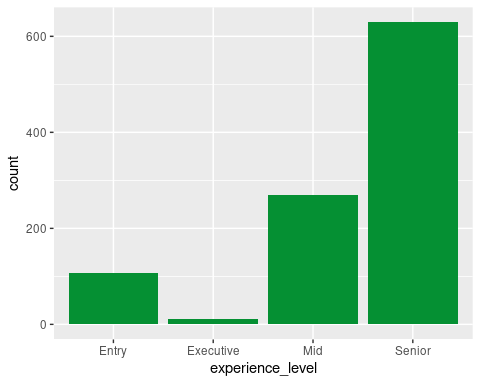 600
400
200
0
count
Entry Executive Mid Senior
experience_level